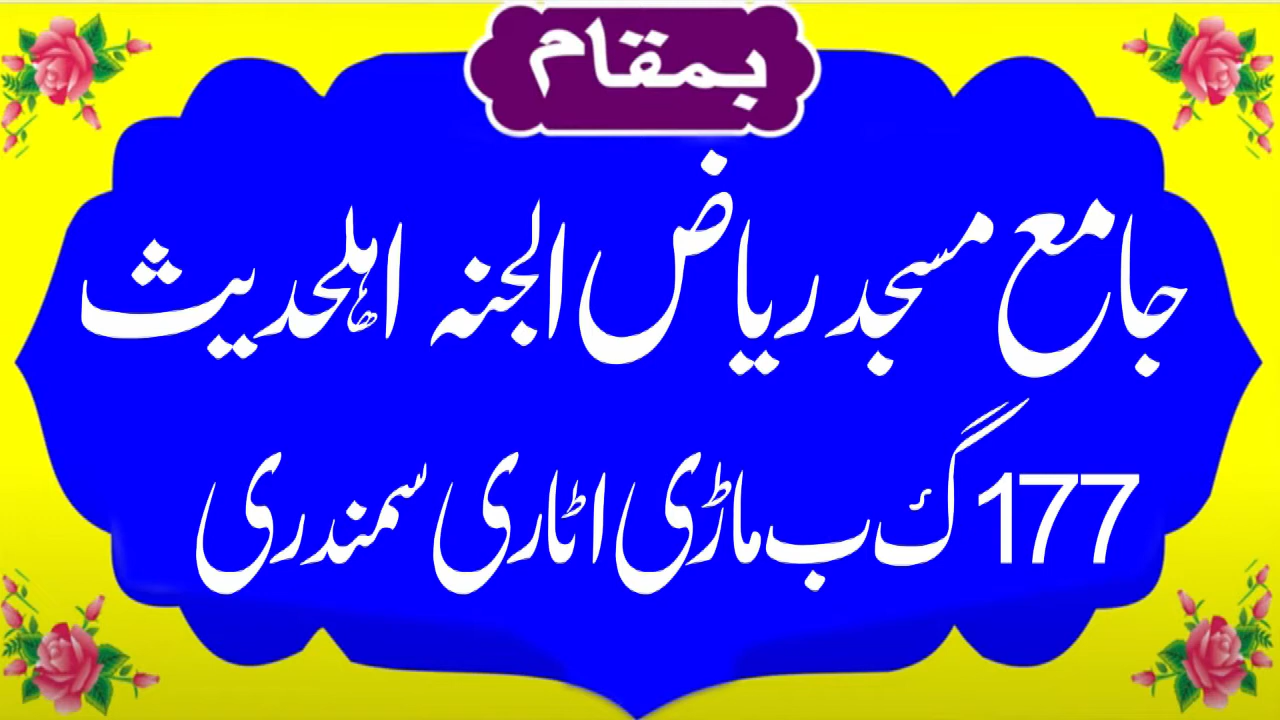 بمقام
جامع مسجد ریاض الجنہ اہلحدیث
177 گ ب ماڑی اٹاری سمندری